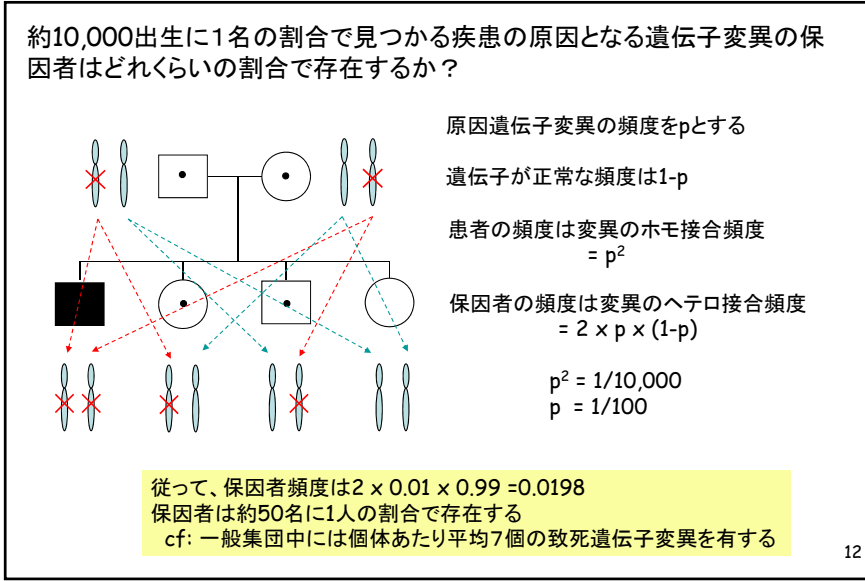 約10,000出生に1名の割合で見つかる疾患の原因となる遺伝子変異の保
因者はどれくらいの割合で存在するか？
原因遺伝子変異の頻度をpとする
遺伝子が正常な頻度は1-p
患者の頻度は変異のホモ接合頻度
= p²
保因者の頻度は変異のヘテロ接合頻度
= 2 x p x (1-p)
p² = 1/10,000
p = 1/100
従って、保因者頻度は2 x 0.01 x 0.99 =0.0198
保因者は約50名に1人の割合で存在する
cf: 一般集団中には個体あたり平均7個の致死遺伝子変異を有する
12